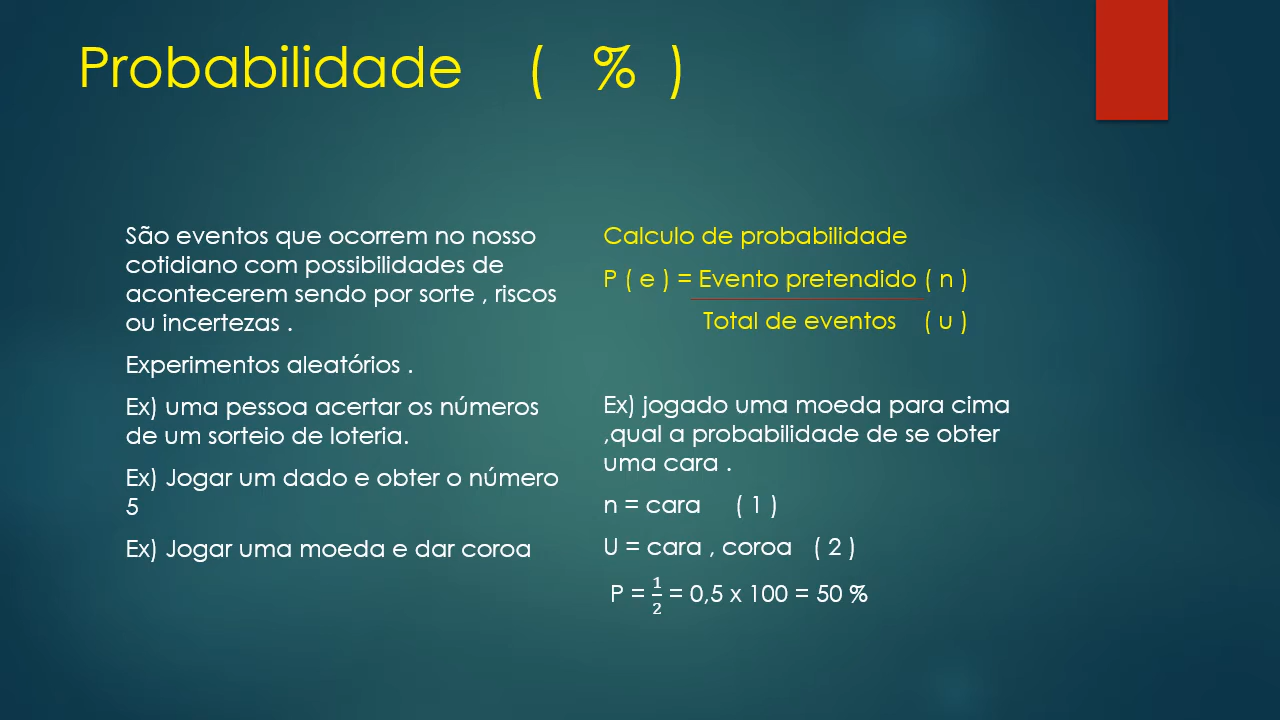 Probabilidade ( % )
São eventos que ocorrem no nosso
cotidiano com possibilidades de
acontecerem sendo por sorte , riscos
ou incertezas .
Experimentos aleatórios .
Ex) uma pessoa acertar os números
de um sorteio de loteria.
Ex) Jogar um dado e obter o número
5
Ex) Jogar uma moeda e dar coroa
Calculo de probabilidade
P ( e ) = Evento pretendido ( n )
Total de eventos ( u )
Ex) jogado uma moeda para cima
,qual a probabilidade de se obter
uma cara .
n = cara ( 1 )
U = cara , coroa ( 2 )
P = 1/2 = 0,5 x 100 = 50 %